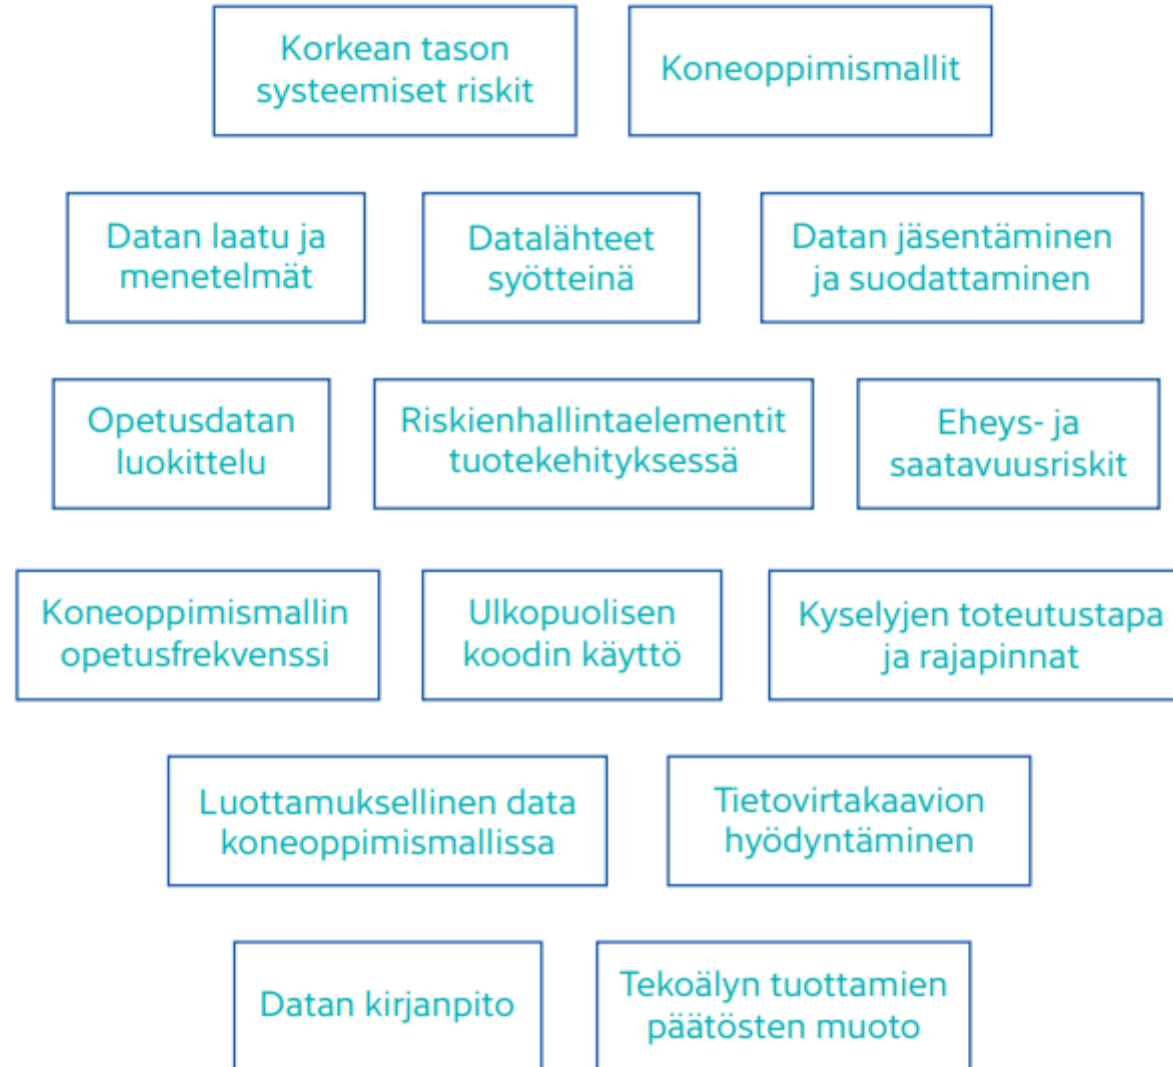 Korkean tason
systeemiset riskit
Koneoppimismallit
Datan laatu ja
menetelmät
Datalähteet
syötteinä
Datan jäsentäminen
ja suodattaminen
Opetusdatan
luokittelu
Riskienhallintaelementit
tuotekehityksessä
Eheys- ja
saatavuusriskit
Koneoppimismallin
opetusfrekvenssi
Ulkopuolisen
koodin käyttö
Kyselyjen toteutustapa
ja rajapinnat
Luottamuksellinen data
koneoppimismallissa
Tietovirtakaavion
hyödyntäminen
Datan kirjanpito
Tekoälyn tuottamien
päätösten muoto